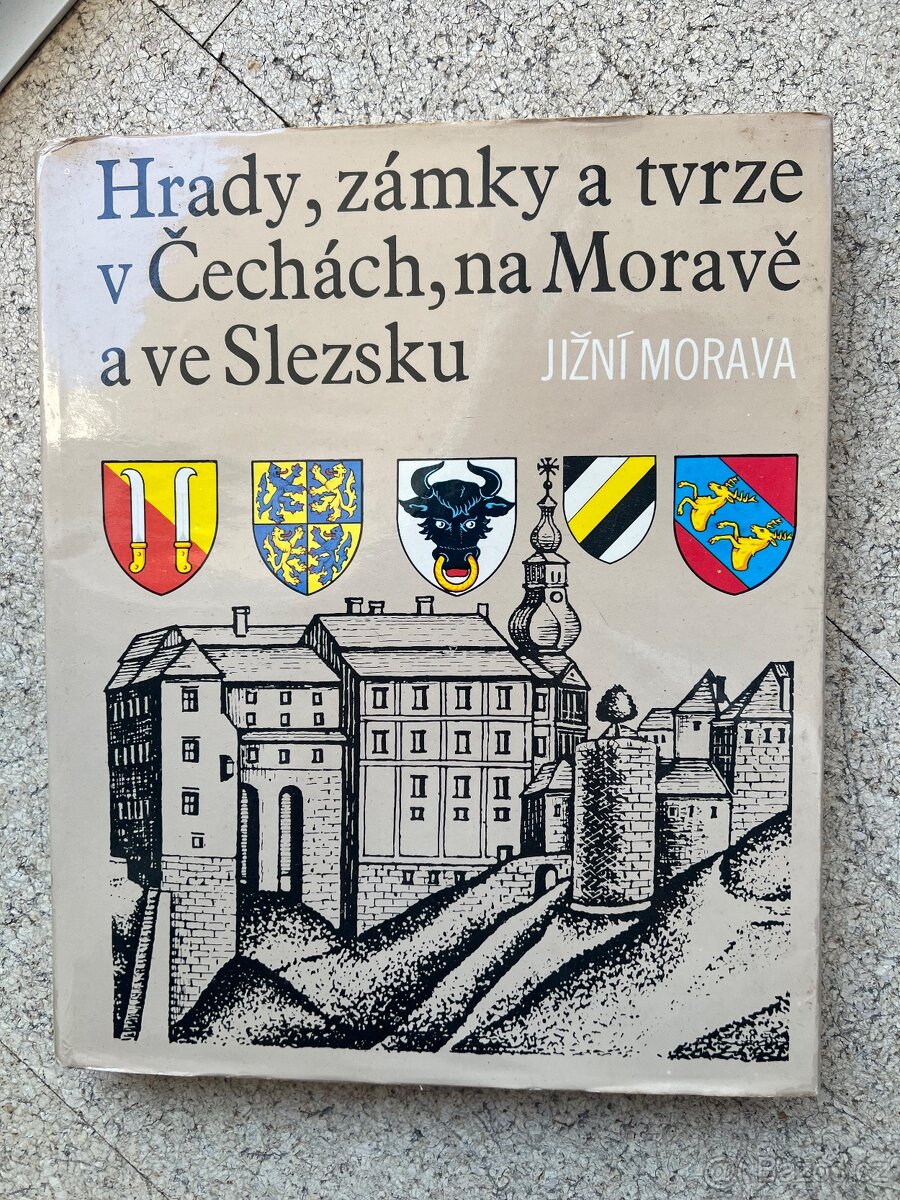 Hrady, zámky a tvrze
v Čechách, na Moravě
a ve Slezsku JIŽNÍ MORAVA